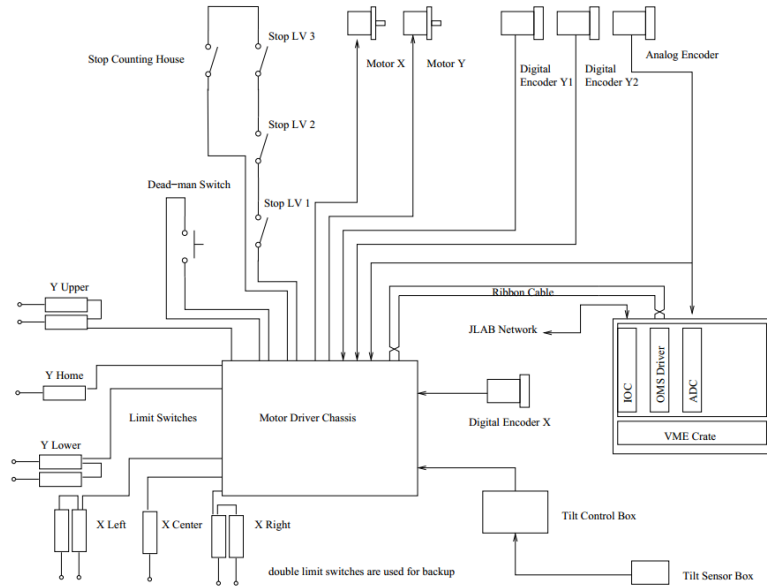 Stop LV 3
Stop Counting House
Motor X
Motor Y
Digital
Encoder Y1
Digital
Encoder Y2
Analog Encoder
Stop LV 2
Dead-man Switch
Stop LV 1
Y Upper
Ribbon Cable
JLAB Network
Y Home
Limit Switches
Motor Driver Chassis
Digital Encoder X
IOC
OMS Driver
ADC
VME Crate
Y Lower
X Left
X Center
X Right
Tilt Control Box
double limit switches are used for backup
Tilt Sensor Box